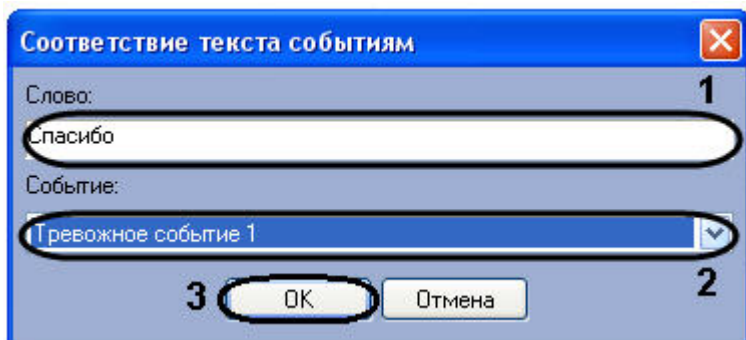 Соответствие текста событиям
Слово:
1
Спасибо
Событие:
Тревожное событие 1
2
3 OK Отмена